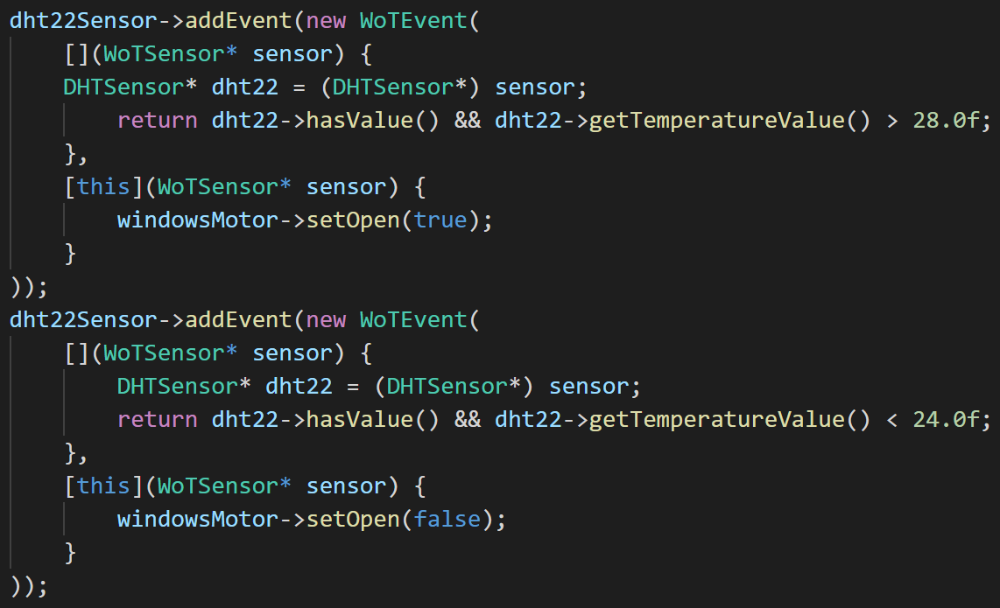 dht22Sensor->addEvent(new WoTEvent(
    [](WoTSensor* sensor) {
    DHTSensor* dht22 = (DHTSensor*) sensor;
        return dht22->hasValue() && dht22->getTemperatureValue() > 28.0f;
    },
    [this](WoTSensor* sensor) {
        windowsMotor->setOpen(true);
    }
));
dht22Sensor->addEvent(new WoTEvent(
    [](WoTSensor* sensor) {
        DHTSensor* dht22 = (DHTSensor*) sensor;
        return dht22->hasValue() && dht22->getTemperatureValue() < 24.0f;
    },
    [this](WoTSensor* sensor) {
        windowsMotor->setOpen(false);
    }
));